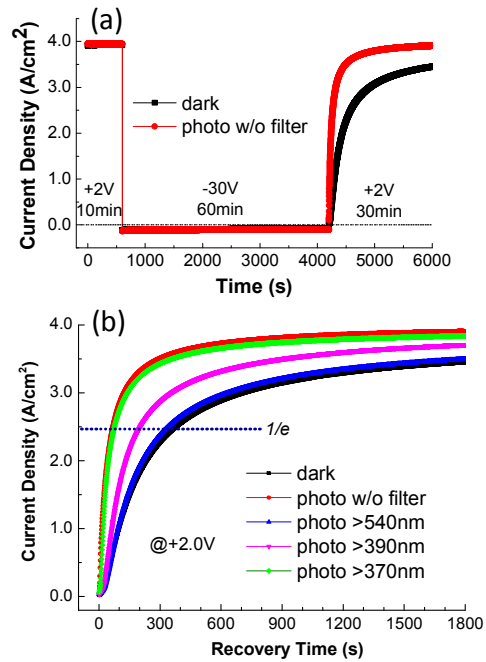 (a)
Current Density (A/cm²)
4.0
3.0
2.0
1.0
0.0
dark
photo w/o filter
+2V
10min
-30V
60min
+2V
30min
0 1000 2000 3000 4000 5000 6000
Time (s)
(b)
Current Density (A/cm²)
4.0
3.0
2.0
1.0
0.0
1/e
dark
photo w/o filter
photo >540nm
photo >390nm
photo >370nm
@+2.0V
0 300 600 900 1200 1500 1800
Recovery Time (s)